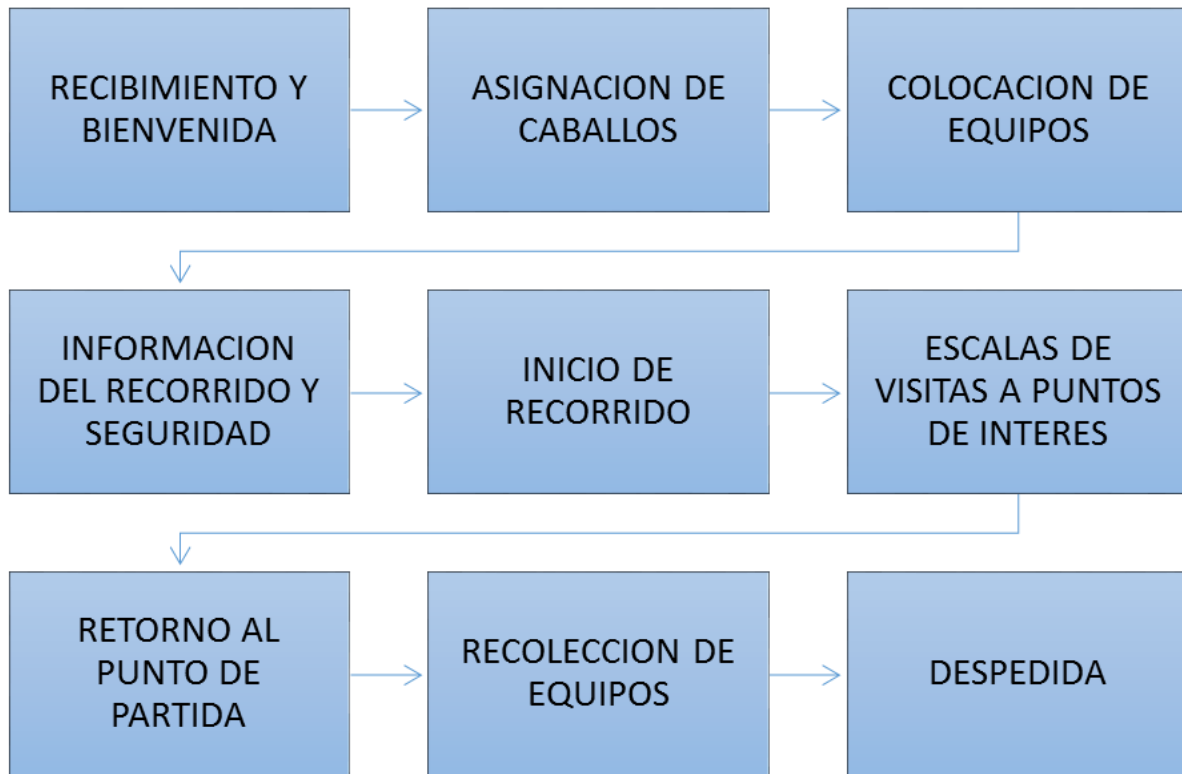 RECIBIMIENTO Y
BIENVENIDA
ASIGNACION DE
CABALLOS
COLOCACION DE
EQUIPOS
INFORMACION
DEL RECORRIDO Y
SEGURIDAD
INICIO DE
RECORRIDO
ESCALAS DE
VISITAS A PUNTOS
DE INTERES
RETORNO AL
PUNTO DE
PARTIDA
RECOLECCION DE
EQUIPOS
DESPEDIDA